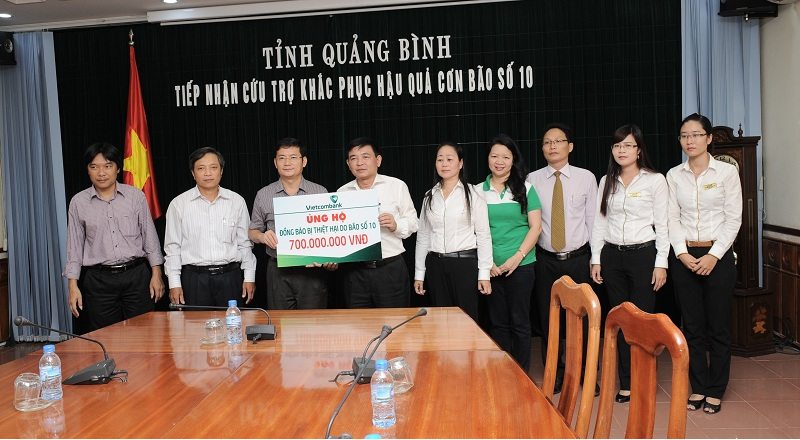 TỈNH QUẢNG BÌNH
TIẾP NHẬN CỨU TRỢ KHẮC PHỤC HẬU QUẢ CƠN BÃO SỐ 10
Vietcombank
ỦNG HỘ
ĐỒNG BÀO BỊ THIỆT HẠI DO BÃO SỐ 10
700.000.000 VNĐ